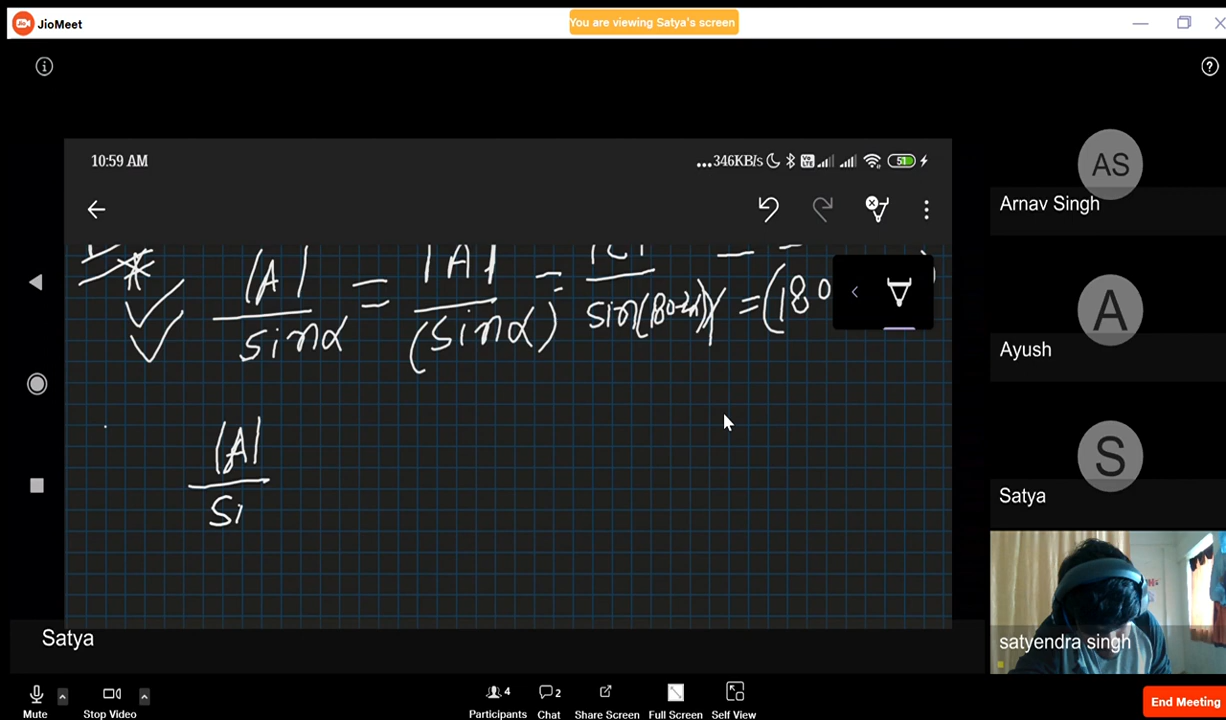 JioMeet
You are viewing Satya's screen
AS
Arnav Singh
A
Ayush
S
Satya
satyendra singh
10:59 AM
...346KB/s
51
|A| = |A| = |C| =
sinα (sinα) sin(180-2α) = (180
|A|
Si
Satya
Mute
Stop Video
4
Participants
2
Chat
Share Screen
Full Screen
Self View
End Meeting